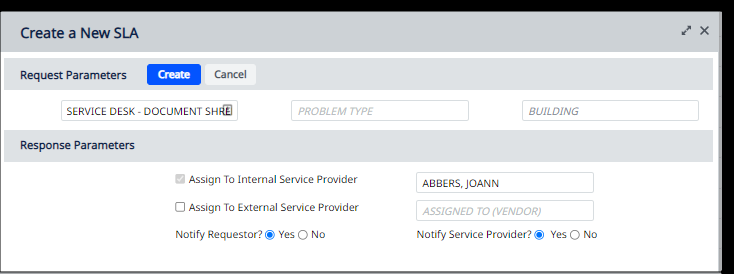 Create a New SLA
Request Parameters Create Cancel
SERVICE DESK - DOCUMENT SHRE PROBLEM TYPE BUILDING
Response Parameters
Assign To Internal Service Provider ABBERS, JOANN
Assign To External Service Provider ASSIGNED TO (VENDOR)
Notify Requestor? Yes No Notify Service Provider? Yes No